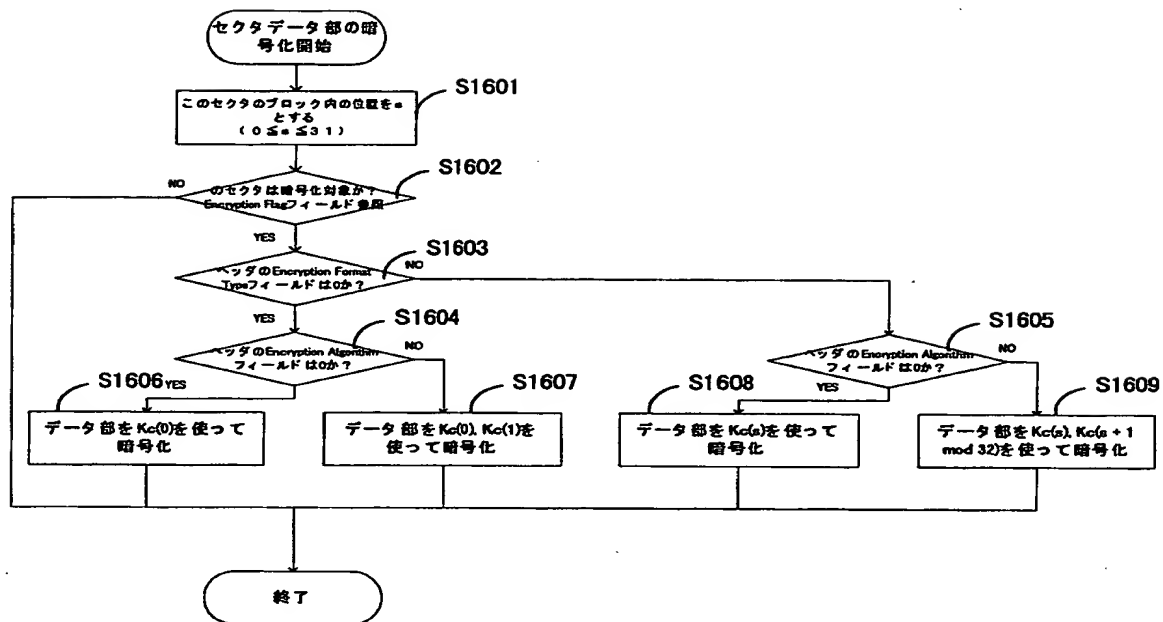 セクタデータ部の暗
号化開始
S1601
このセクタのブロック内の位置をs
とする
(0≦s≦31)
S1602
NO
のセクタは暗号化対象か?
Encryption Flagフィールド参照
YES
S1603
ヘッダのEncryption Format
Typeフィールドは0か?
NO
YES
S1604
ヘッダのEncryption Algorithm
フィールドは0か?
NO
S1605
ヘッダのEncryption Algorithm
フィールドは0か?
NO
S1606
YES
データ部をKc(0)を使って
暗号化
S1607
データ部をKc(0), Kc(1)を
使って暗号化
S1608
YES
データ部をKc(s)を使って
暗号化
S1609
データ部をKc(s), Kc(s + 1
mod 32)を使って暗号化
終了